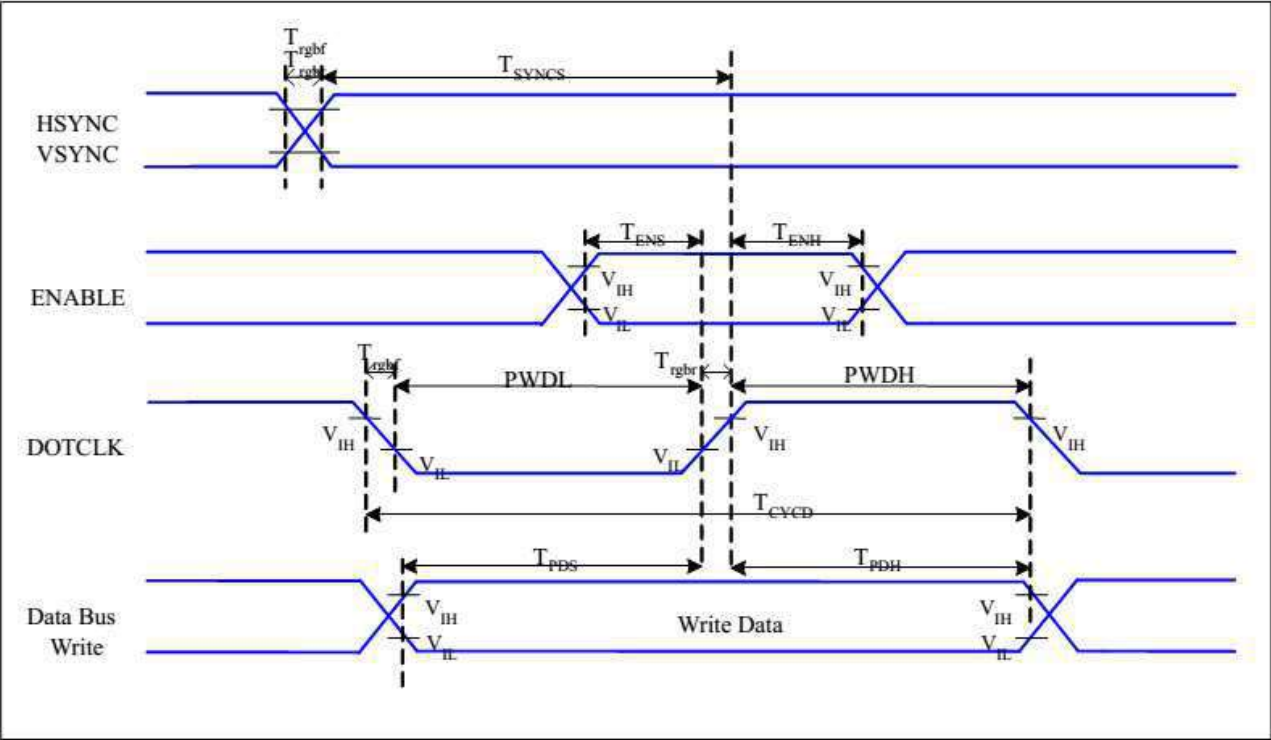 Trgbf
Trgbr TSYNCS
HSYNC
VSYNC
TENS TENH
VIH VIH
ENABLE
VIL VIL
Trgbf Trgbr
PWDL PWDH
DOTCLK
VIH VIL VIL VIH VIH
TCYCD
TPDS TPDH
Data Bus
Write
VIH Write Data VIH
VIL VIL